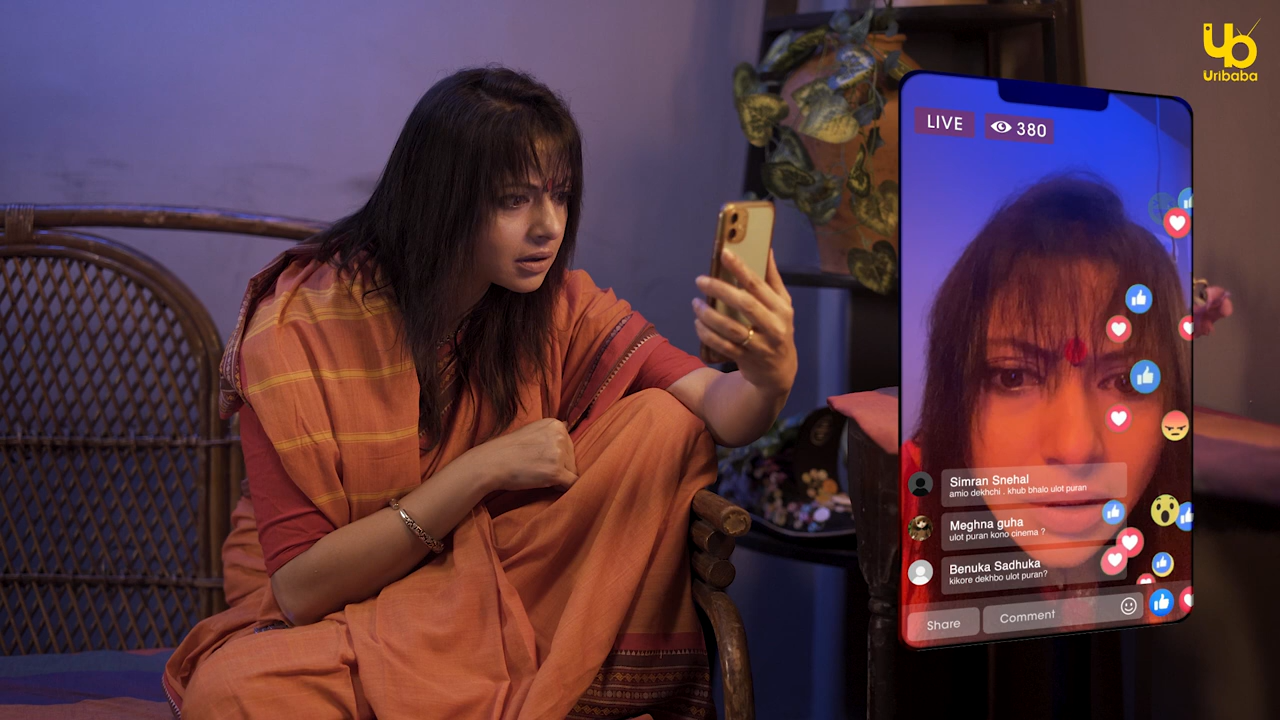 Ub
Uribaba
LIVE
380
Simran Snehal
amio dekhchi . khub bhalo ulot puran
Meghna guha
ulot puran kono cinema ?
Benuka Sadhuka
kikore dekhbo ulot puran?
Share
Comment